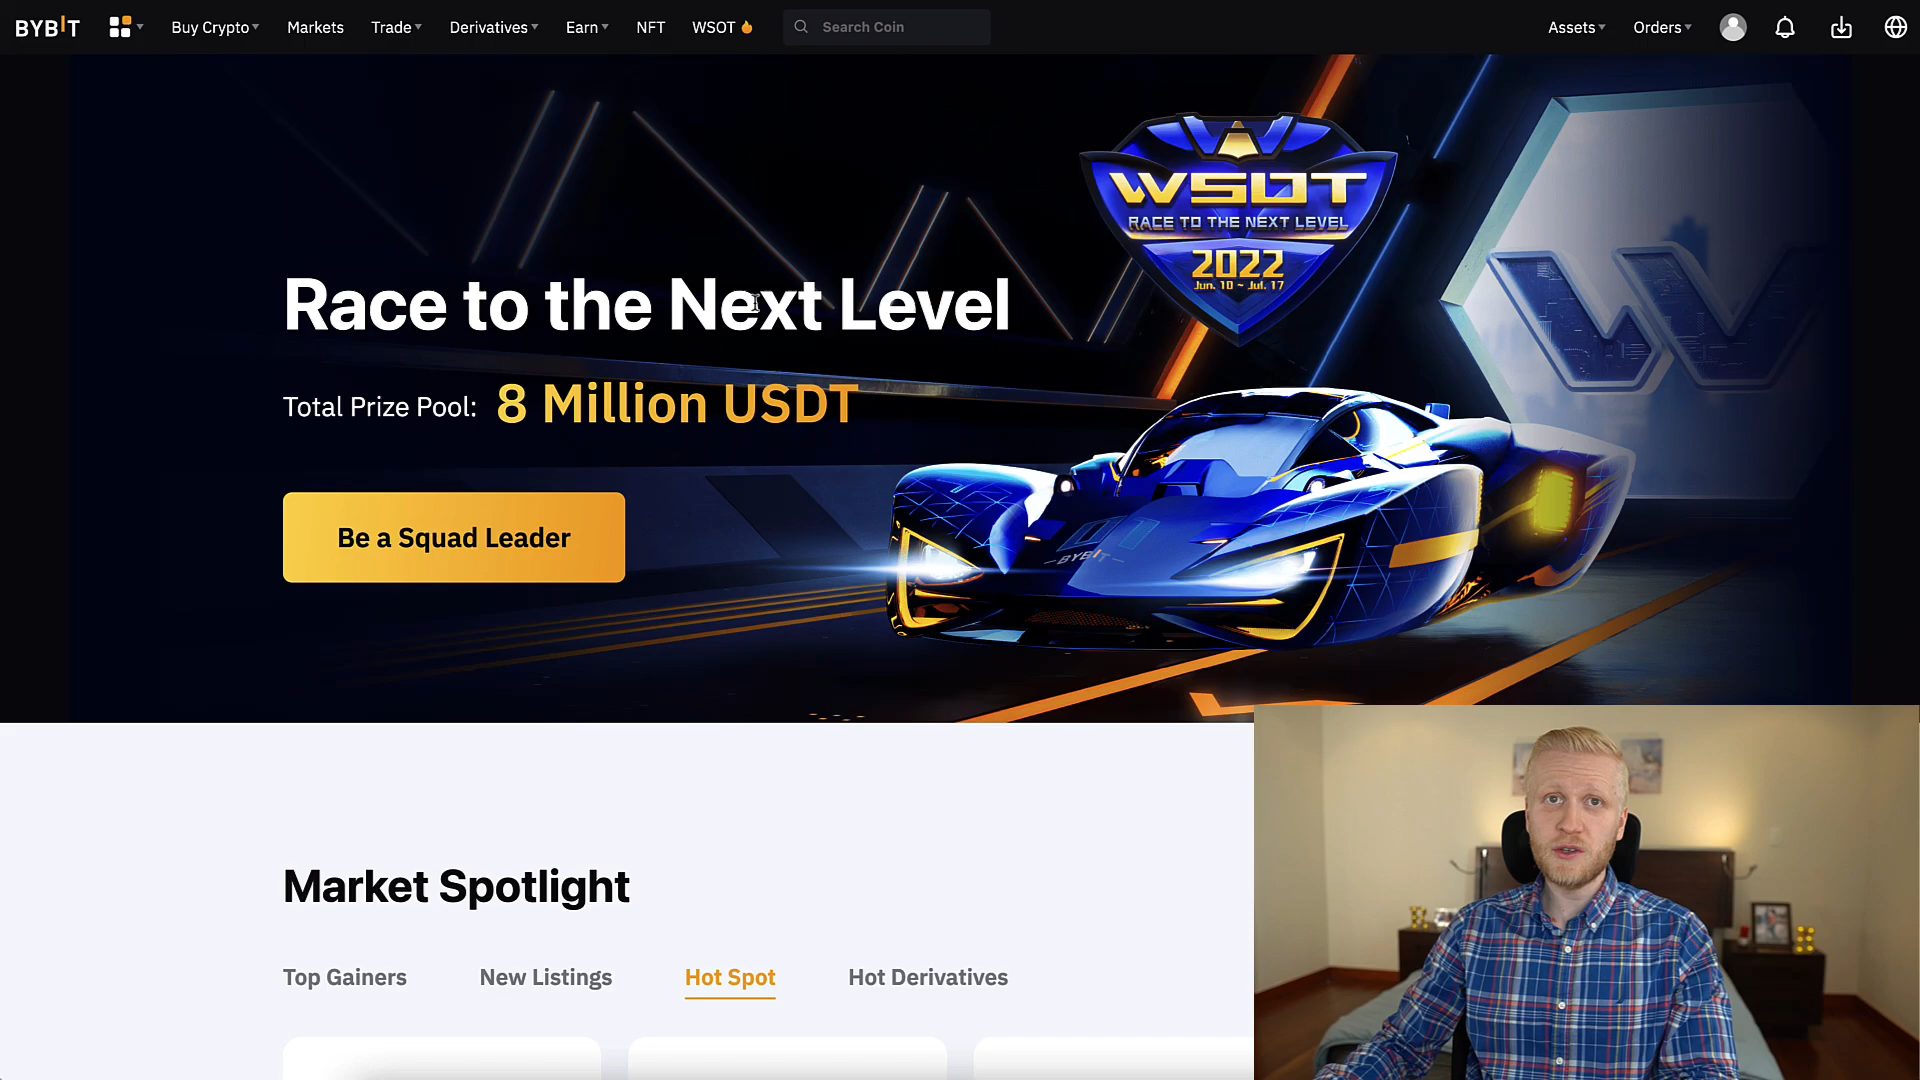 BYBIT
Buy Crypto
Markets
Trade
Derivatives
Earn
NFT
WSOT
Search Coin
Assets
Orders
WSOT
RACE TO THE NEXT LEVEL
2022
Jun. 10 ~ Jul. 17
Race to the Next Level
Total Prize Pool: 8 Million USDT
Be a Squad Leader
BYBIT
Market Spotlight
Top Gainers
New Listings
Hot Spot
Hot Derivatives